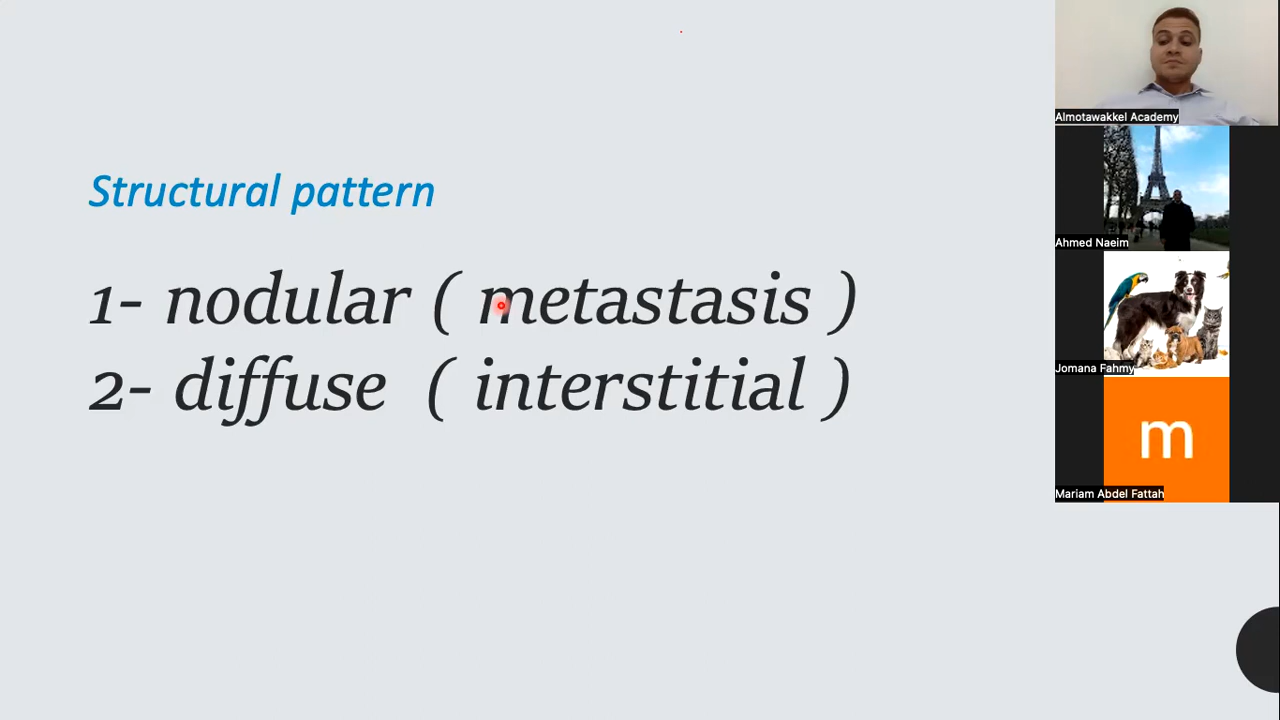 Structural pattern
1- nodular ( metastasis )
2- diffuse ( interstitial )
Almotawakkel Academy
Ahmed Naeim
Jomana Fahmy
m
Mariam Abdel Fattah